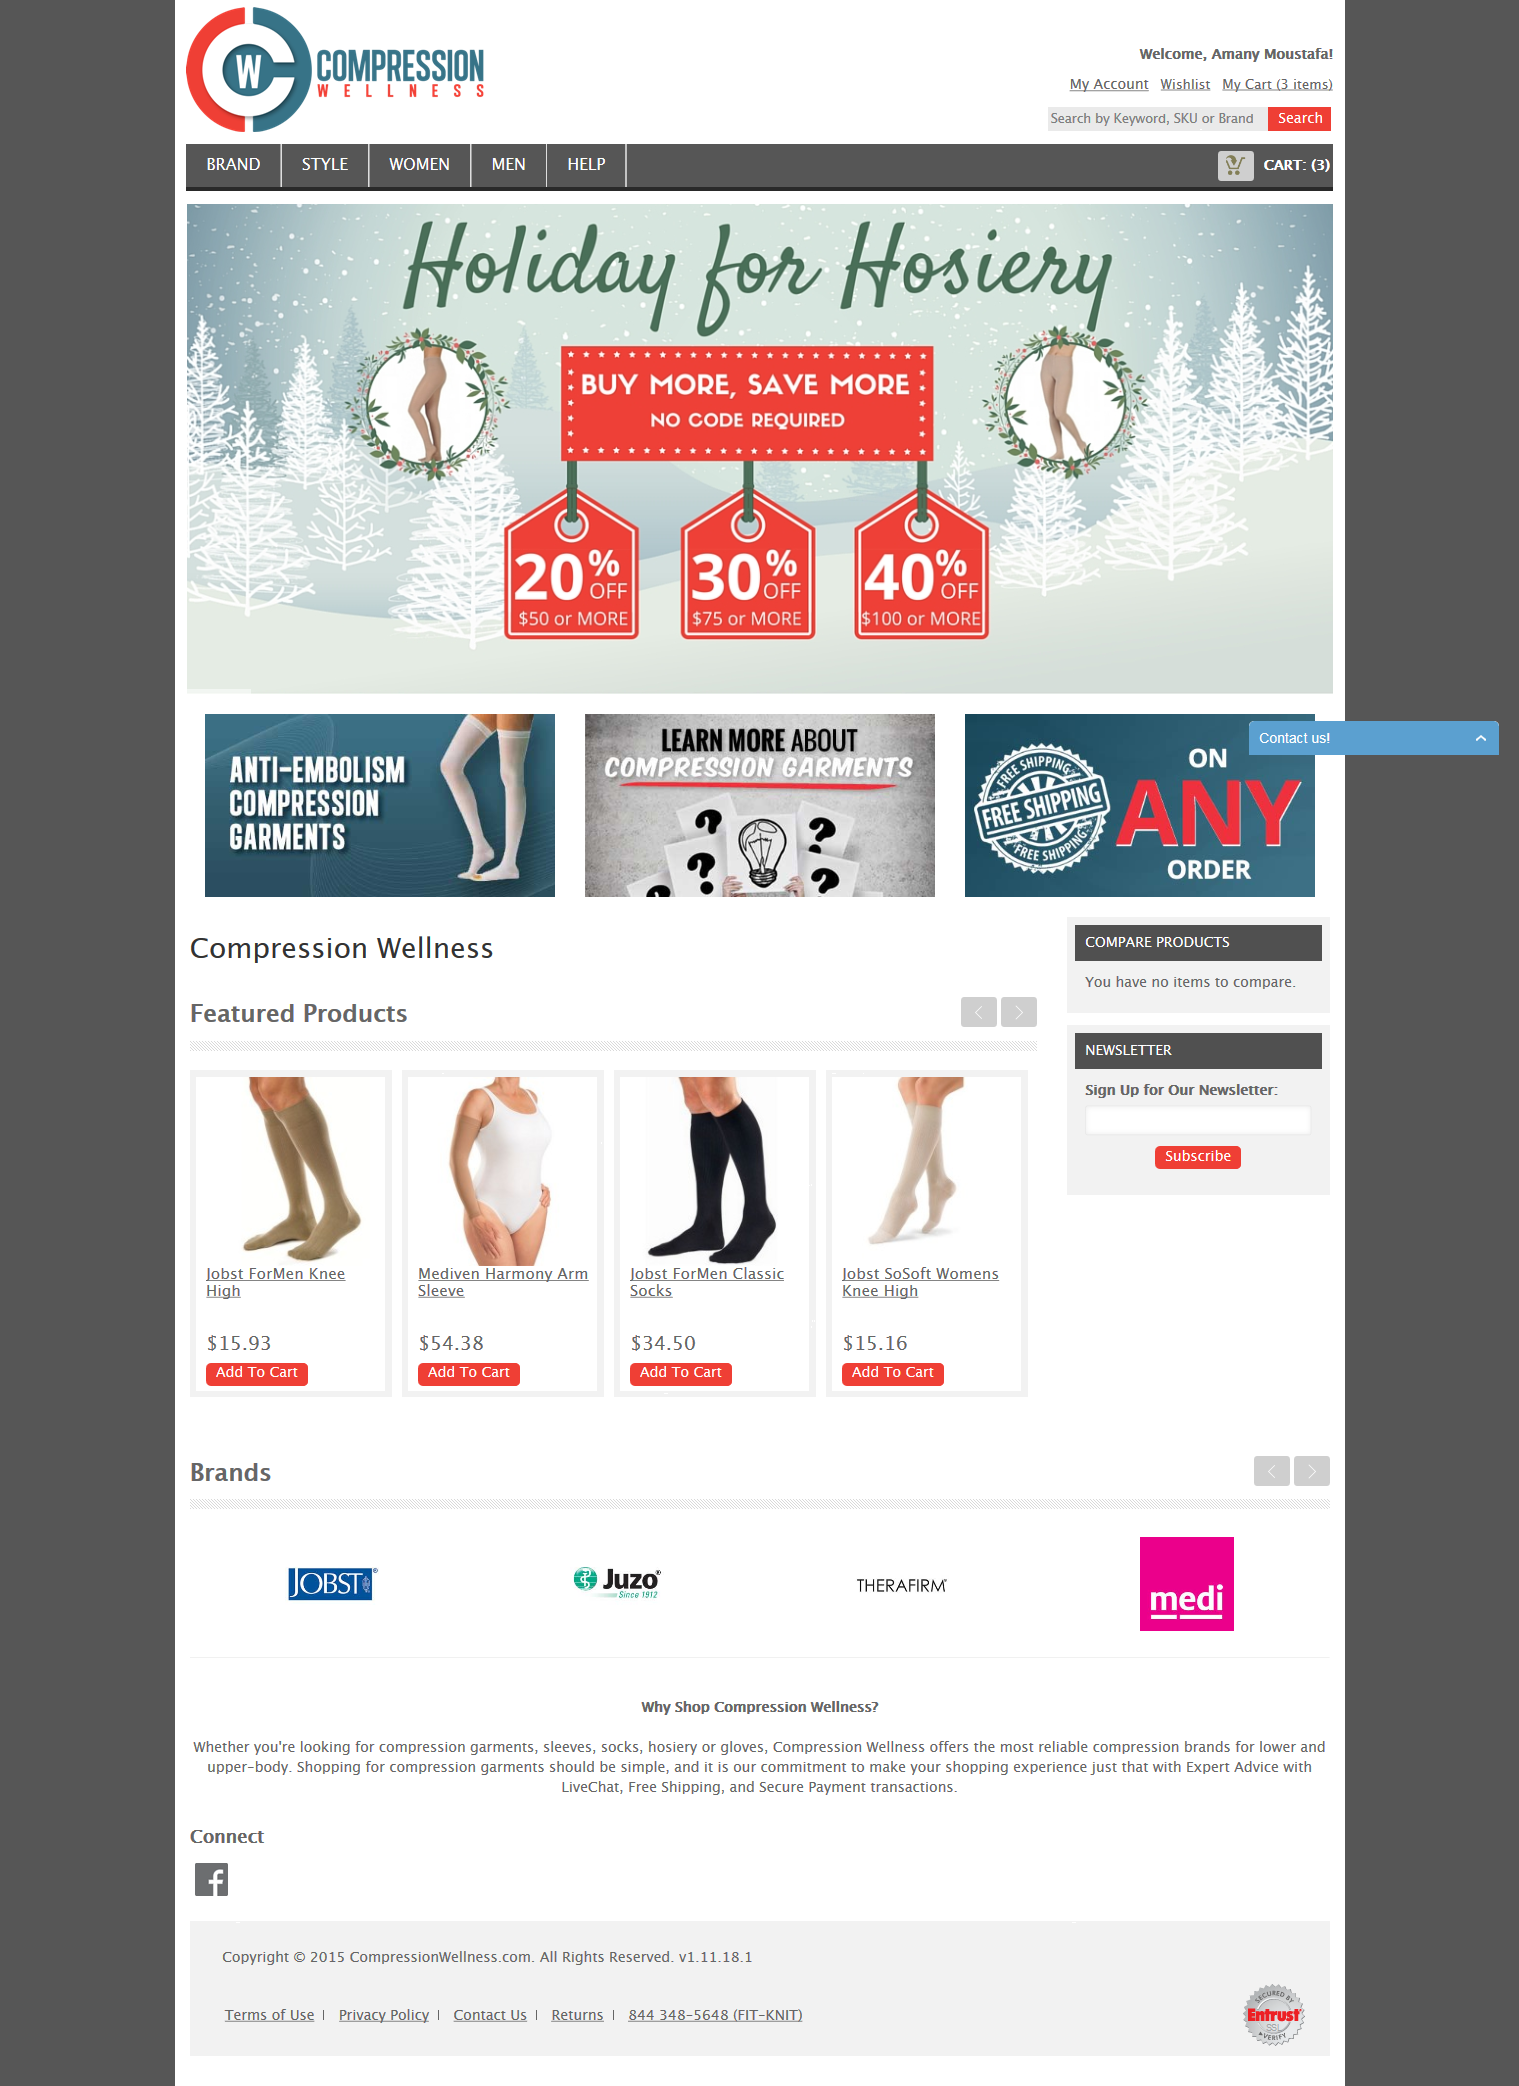 CW COMPRESSION
WELLNESS
Welcome, Amany Moustafa!
My Account Wishlist My Cart (3 items)
Search by Keyword, SKU or Brand Search
BRAND STYLE WOMEN MEN HELP CART: (3)
Holiday for Hosiery
BUY MORE, SAVE MORE
NO CODE REQUIRED
20% OFF
$50 or MORE
30% OFF
$75 or MORE
40% OFF
$100 or MORE
ANTI-EMBOLISM
COMPRESSION
GARMENTS
LEARN MORE ABOUT
COMPRESSION GARMENTS
? ? ? ? ?
FREE SHIPPING
FREE SHIPPING
FREE SHIPPING
ON
ANY
ORDER
Contact us!
Compression Wellness
COMPARE PRODUCTS
You have no items to compare.
Featured Products
NEWSLETTER
Sign Up for Our Newsletter:
Subscribe
Jobst ForMen Knee
High
$15.93
Add To Cart
Mediven Harmony Arm
Sleeve
$54.38
Add To Cart
Jobst ForMen Classic
Socks
$34.50
Add To Cart
Jobst SoSoft Womens
Knee High
$15.16
Add To Cart
Brands
JOBST®
Juzo®
Since 1912
THERAFIRM®
medi
Why Shop Compression Wellness?
Whether you're looking for compression garments, sleeves, socks, hosiery or gloves, Compression Wellness offers the most reliable compression brands for lower and
upper-body. Shopping for compression garments should be simple, and it is our commitment to make your shopping experience just that with Expert Advice with
LiveChat, Free Shipping, and Secure Payment transactions.
Connect
f
Copyright © 2015 CompressionWellness.com. All Rights Reserved. v1.11.18.1
Terms of Use | Privacy Policy | Contact Us | Returns | 844 348-5648 (FIT-KNIT)
SECURED BY
Entrust
SSL
VERIFY